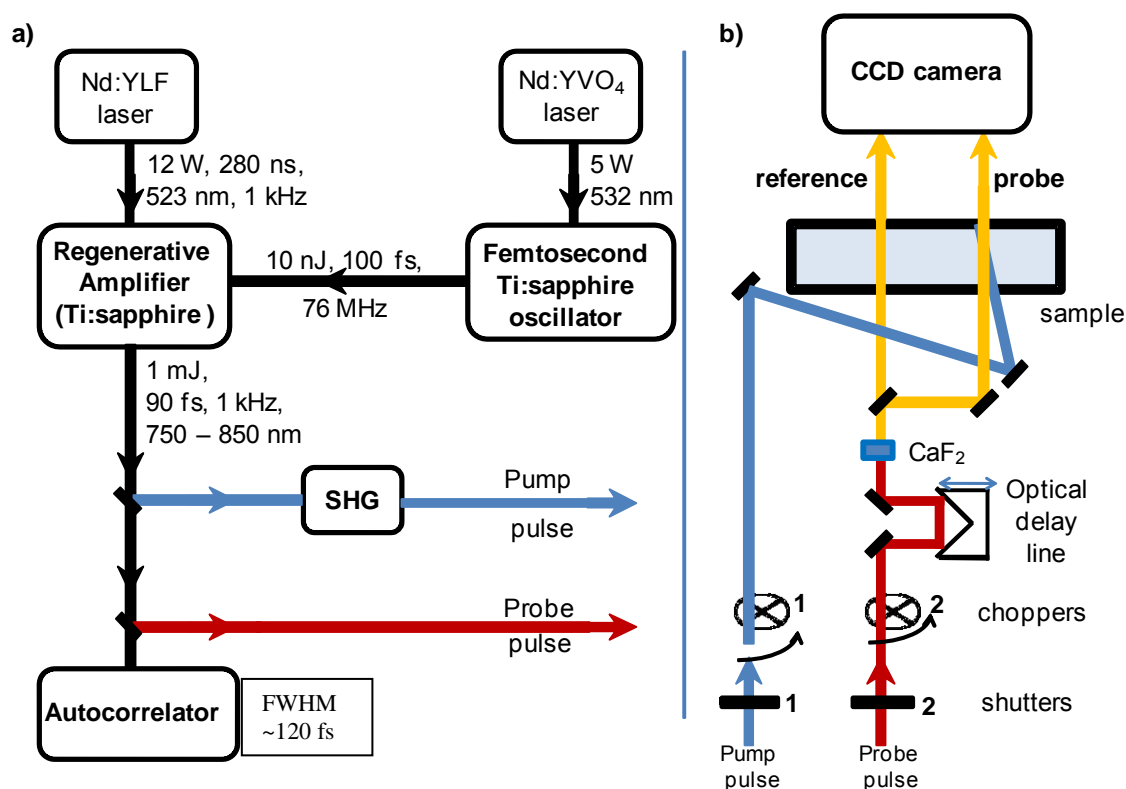 a)
Nd:YLF
laser
Nd:YVO₄
laser
12 W, 280 ns,
523 nm, 1 kHz
5 W
532 nm
Regenerative
Amplifier
(Ti:sapphire)
10 nJ, 100 fs,
76 MHz
Femtosecond
Ti:sapphire
oscillator
1 mJ,
90 fs, 1 kHz,
750 – 850 nm
SHG
Pump
pulse
Probe
pulse
Autocorrelator
FWHM
~120 fs
b)
CCD camera
reference
probe
sample
CaF₂
Optical
delay
line
1
2
choppers
1
2
shutters
Pump
pulse
Probe
pulse